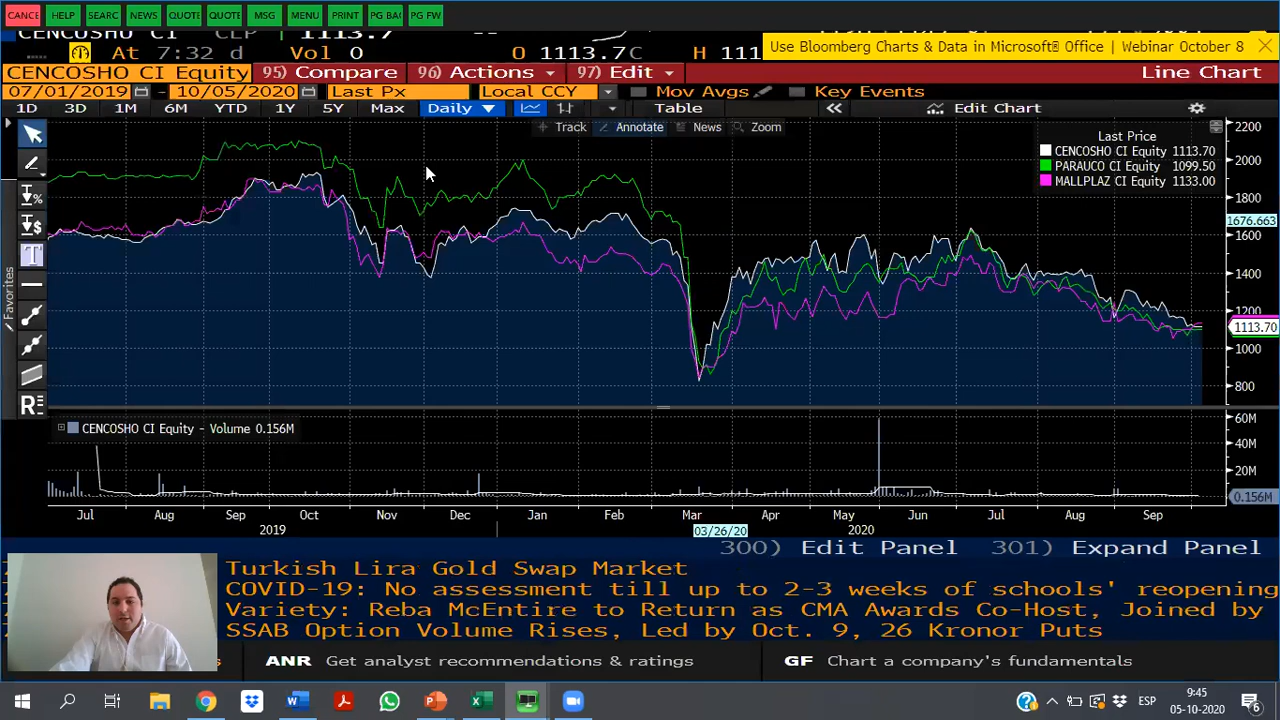 CANCE HELP SEARC NEWS QUOTE QUOTE MSG MENU PRINT PG BAC PG FW
CENCOSHO CI CLP 1113.7 --
At 7:32 d Vol 0 O 1113.7C H 111
Use Bloomberg Charts & Data in Microsoft® Office | Webinar October 8
CENCOSHO CI Equity 95) Compare 96) Actions 97) Edit Line Chart
07/01/2019 - 10/05/2020 Last Px Local CCY Mov Avgs Key Events
1D 3D 1M 6M YTD 1Y 5Y Max Daily Table « Edit Chart
Track Annotate News Zoom
Last Price
CENCOSHO CI Equity 1113.70
PARAUCO CI Equity 1099.50
MALLPLAZ CI Equity 1133.00
2200
2000
1800
1676.663
1600
1400
1200
1113.70
1000
800
Favorites
CENCOSHO CI Equity - Volume 0.156M
60M
40M
20M
0.156M
Jul Aug Sep Oct Nov Dec Jan Feb Mar Apr May Jun Jul Aug Sep
2019 03/26/20 2020
300) Edit Panel 301) Expand Panel
Turkish Lira Gold Swap Market
COVID-19: No assessment till up to 2-3 weeks of schools' reopening
Variety: Reba McEntire to Return as CMA Awards Co-Host, Joined by
SSAB Option Volume Rises, Led by Oct. 9, 26 Kronor Puts
ANR Get analyst recommendations & ratings GF Chart a company's fundamentals
ESP
9:45
05-10-2020
6